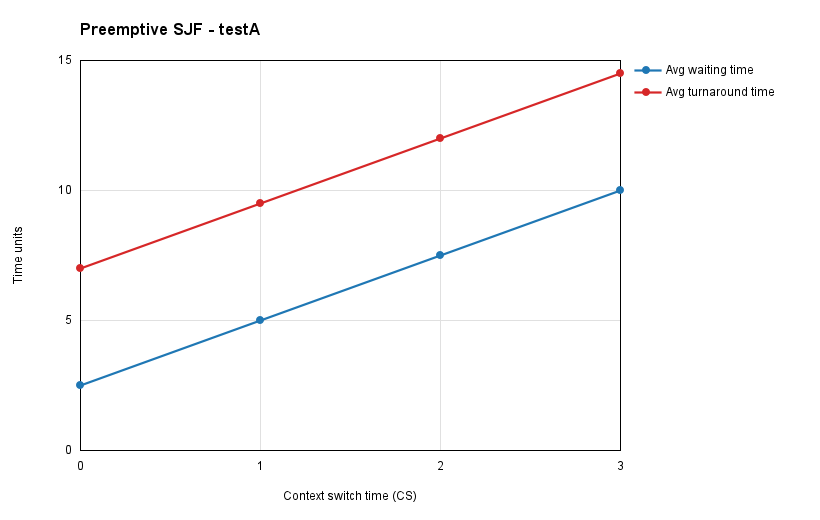 Preemptive SJF - testA
Avg waiting time
Avg turnaround time
15
10
5
0
Time units
0 1 2 3
Context switch time (CS)